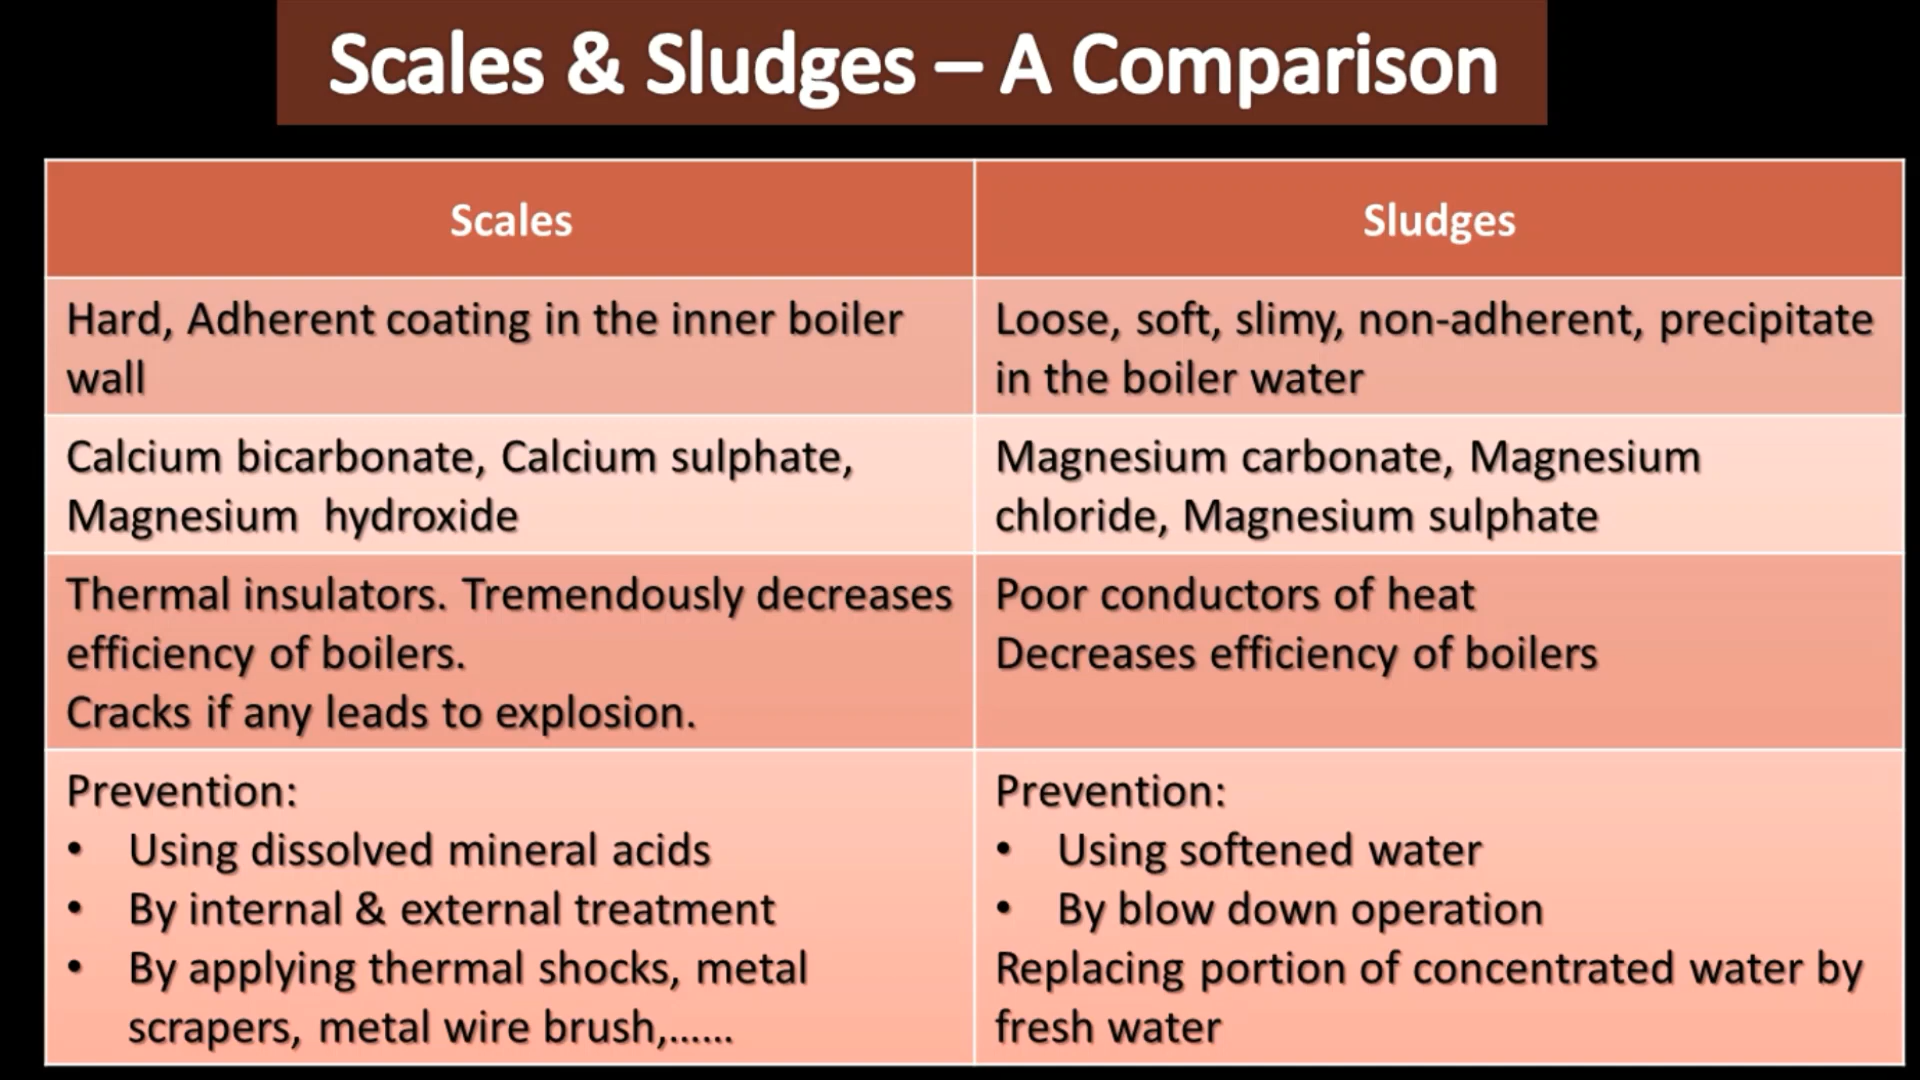 Scales & Sludges – A Comparison
Scales
Sludges
Hard, Adherent coating in the inner boiler
wall
Loose, soft, slimy, non-adherent, precipitate
in the boiler water
Calcium bicarbonate, Calcium sulphate,
Magnesium hydroxide
Magnesium carbonate, Magnesium
chloride, Magnesium sulphate
Thermal insulators. Tremendously decreases
efficiency of boilers.
Cracks if any leads to explosion.
Poor conductors of heat
Decreases efficiency of boilers
Prevention:
• Using dissolved mineral acids
• By internal & external treatment
• By applying thermal shocks, metal
scrapers, metal wire brush,......
Prevention:
• Using softened water
• By blow down operation
Replacing portion of concentrated water by
fresh water